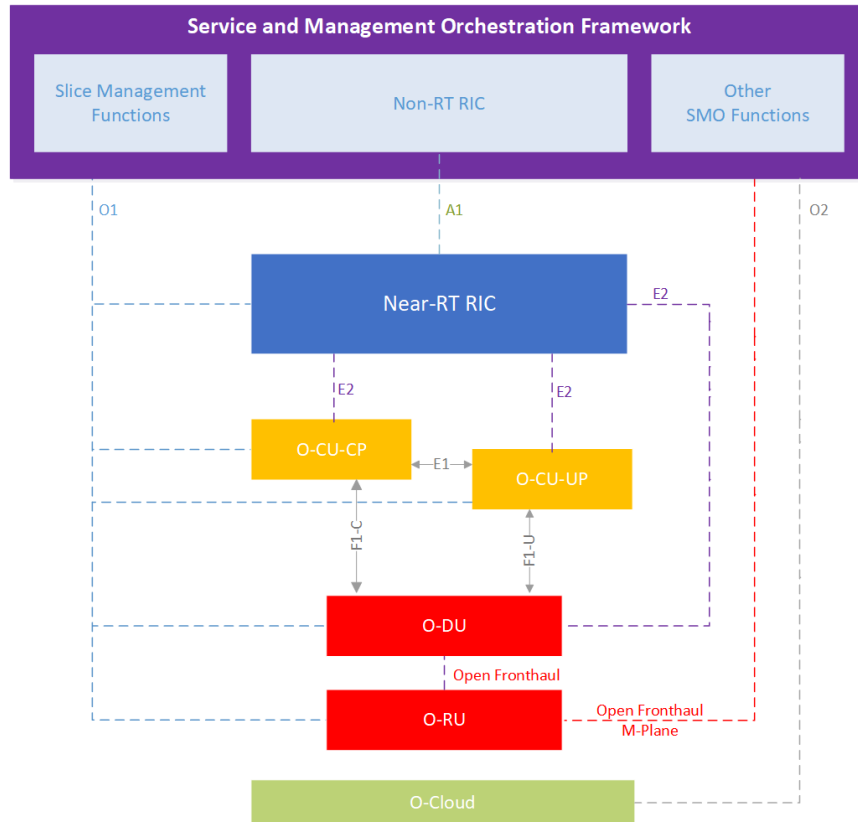 Service and Management Orchestration Framework
Slice Management
Functions
Non-RT RIC
Other
SMO Functions
O1
A1
O2
Near-RT RIC
E2
E2
E2
O-CU-CP
E1
O-CU-UP
F1-C
F1-U
O-DU
Open Fronthaul
O-RU
Open Fronthaul
M-Plane
O-Cloud